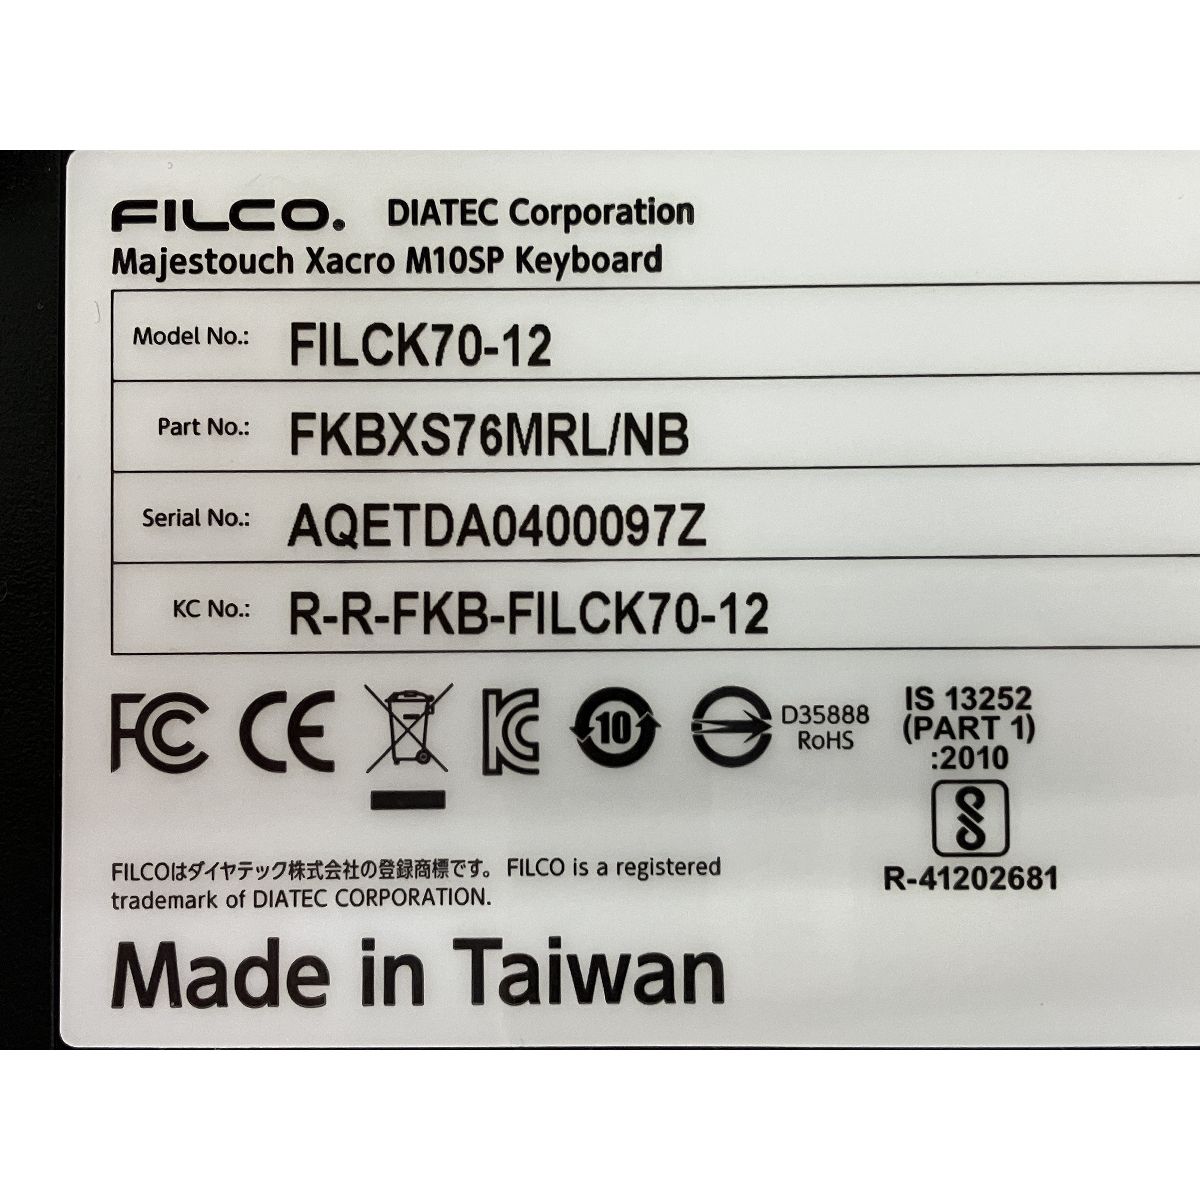 FILCO. DIATEC Corporation
Majestouch Xacro M10SP Keyboard
Model No.: FILCK70-12
Part No.: FKBXS76MRL/NB
Serial No.: AQETDA0400097Z
KC No.: R-R-FKB-FILCK70-12
FC CE KC 10 D35888
RoHS
IS 13252
(PART 1)
:2010
R-41202681
FILCOはダイヤテック株式会社の登録商標です。 FILCO is a registered
trademark of DIATEC CORPORATION.
Made in Taiwan